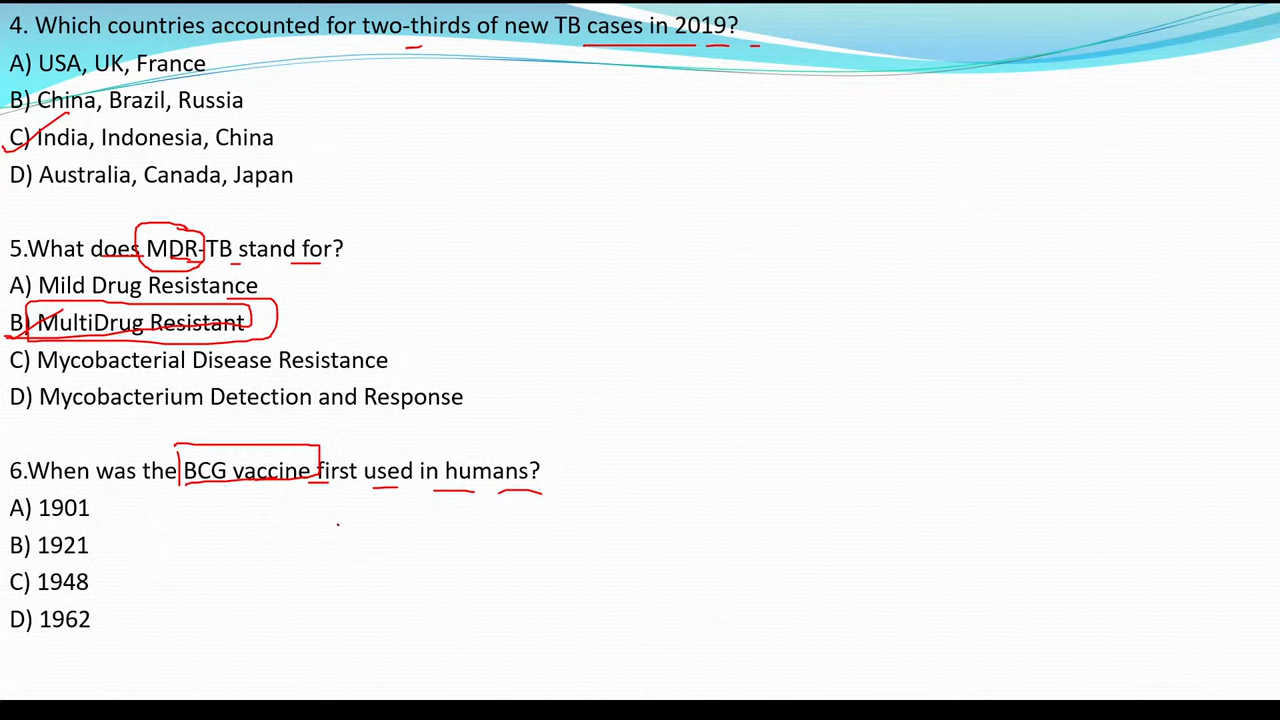 4. Which countries accounted for two-thirds of new TB cases in 2019?
A) USA, UK, France
B) China, Brazil, Russia
C) India, Indonesia, China
D) Australia, Canada, Japan
5.What does MDR-TB stand for?
A) Mild Drug Resistance
B) MultiDrug Resistant
C) Mycobacterial Disease Resistance
D) Mycobacterium Detection and Response
6.When was the BCG vaccine first used in humans?
A) 1901
B) 1921
C) 1948
D) 1962